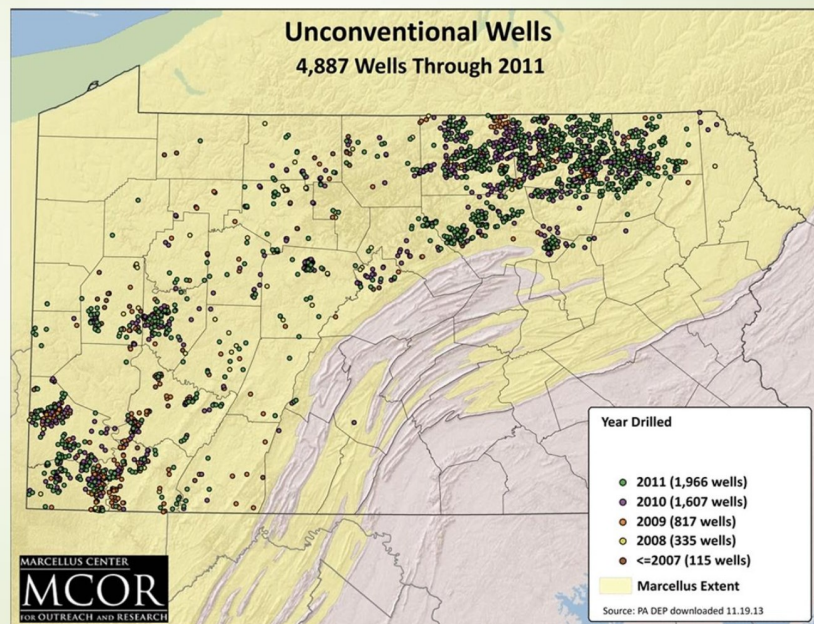 Unconventional Wells
4,887 Wells Through 2011
Year Drilled
2011 (1,966 wells)
2010 (1,607 wells)
2009 (817 wells)
2008 (335 wells)
<=2007 (115 wells)
Marcellus Extent
Source: PA DEP downloaded 11.19.13
MARCELLUS CENTER
MCOR
FOR OUTREACH AND RESEARCH